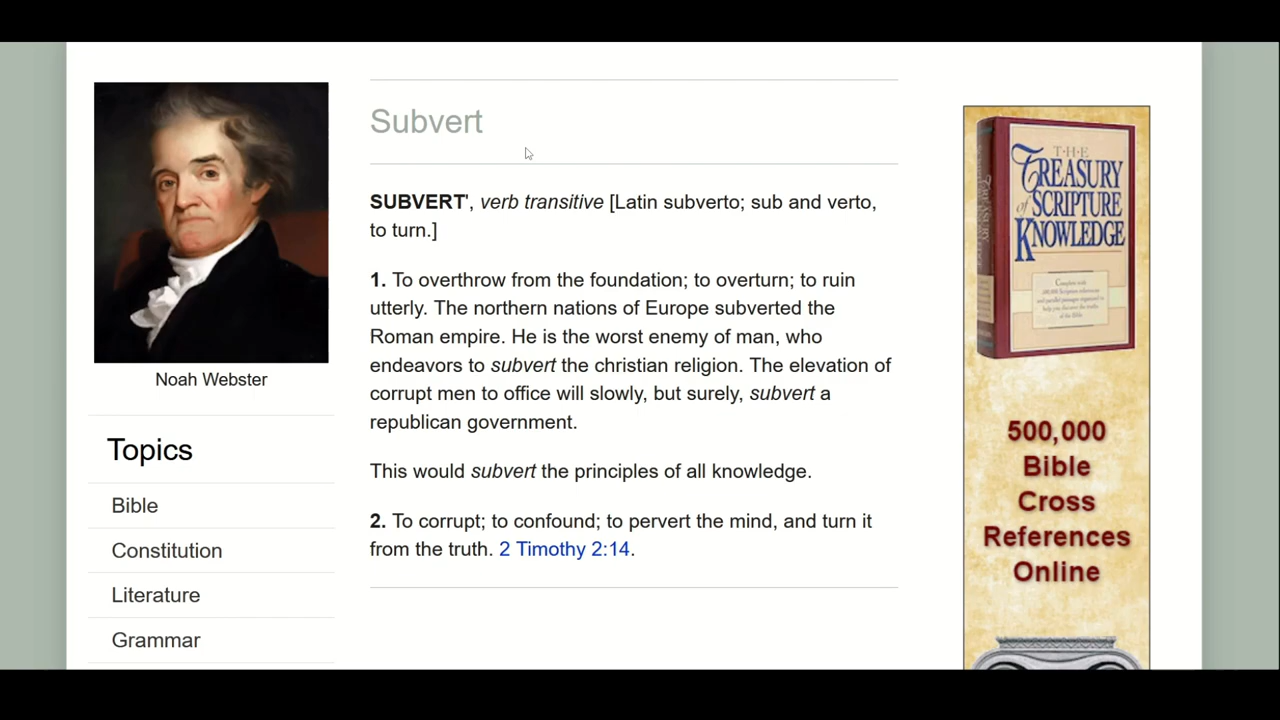 Subvert
SUBVERT', verb transitive [Latin subverto; sub and verto,
to turn.]
1. To overthrow from the foundation; to overturn; to ruin
utterly. The northern nations of Europe subverted the
Roman empire. He is the worst enemy of man, who
endeavors to subvert the christian religion. The elevation of
corrupt men to office will slowly, but surely, subvert a
republican government.
This would subvert the principles of all knowledge.
2. To corrupt; to confound; to pervert the mind, and turn it
from the truth. 2 Timothy 2:14.
Noah Webster
Topics
Bible
Constitution
Literature
Grammar
THE
TREASURY
of SCRIPTURE
KNOWLEDGE
500,000
Bible
Cross
References
Online